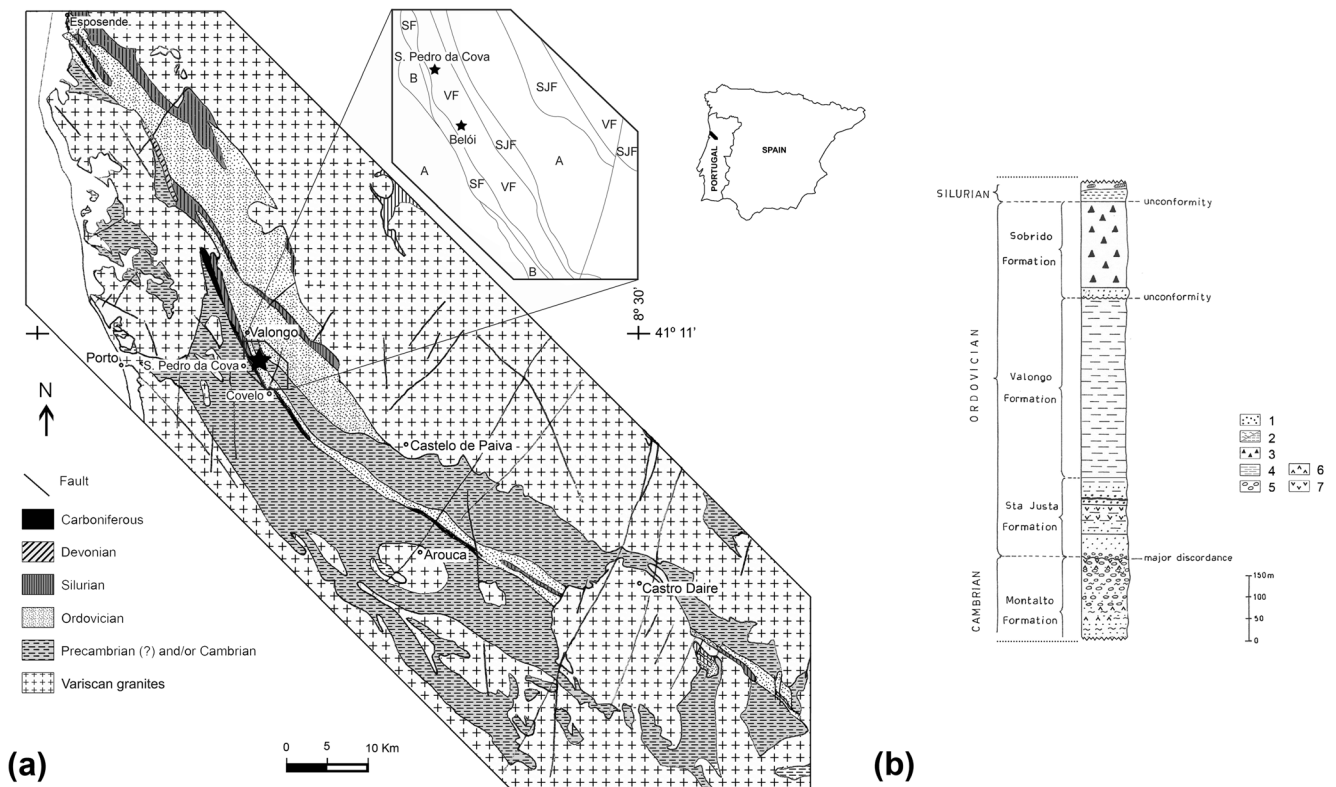 Esposende
Valongo
Porto
S. Pedro da Cova
Covelo
Castelo de Paiva
Arouca
Castro Daire
N
Fault
Carboniferous
Devonian
Silurian
Ordovician
Precambrian (?) and/or Cambrian
Variscan granites
0 5 10 Km
(a)
SF
S. Pedro da Cova
B
VF
SJF
VF
Belói
SJF
A
SJF
A
SF
VF
B
8º 30'
41º 11'
PORTUGAL
SPAIN
SILURIAN
unconformity
Sobrido
Formation
unconformity
ORDOVICIAN
Valongo
Formation
Sta Justa
Formation
major discordance
CAMBRIAN
Montalto
Formation
1
2
3
4 6
5 7
150m
100
50
0
(b)